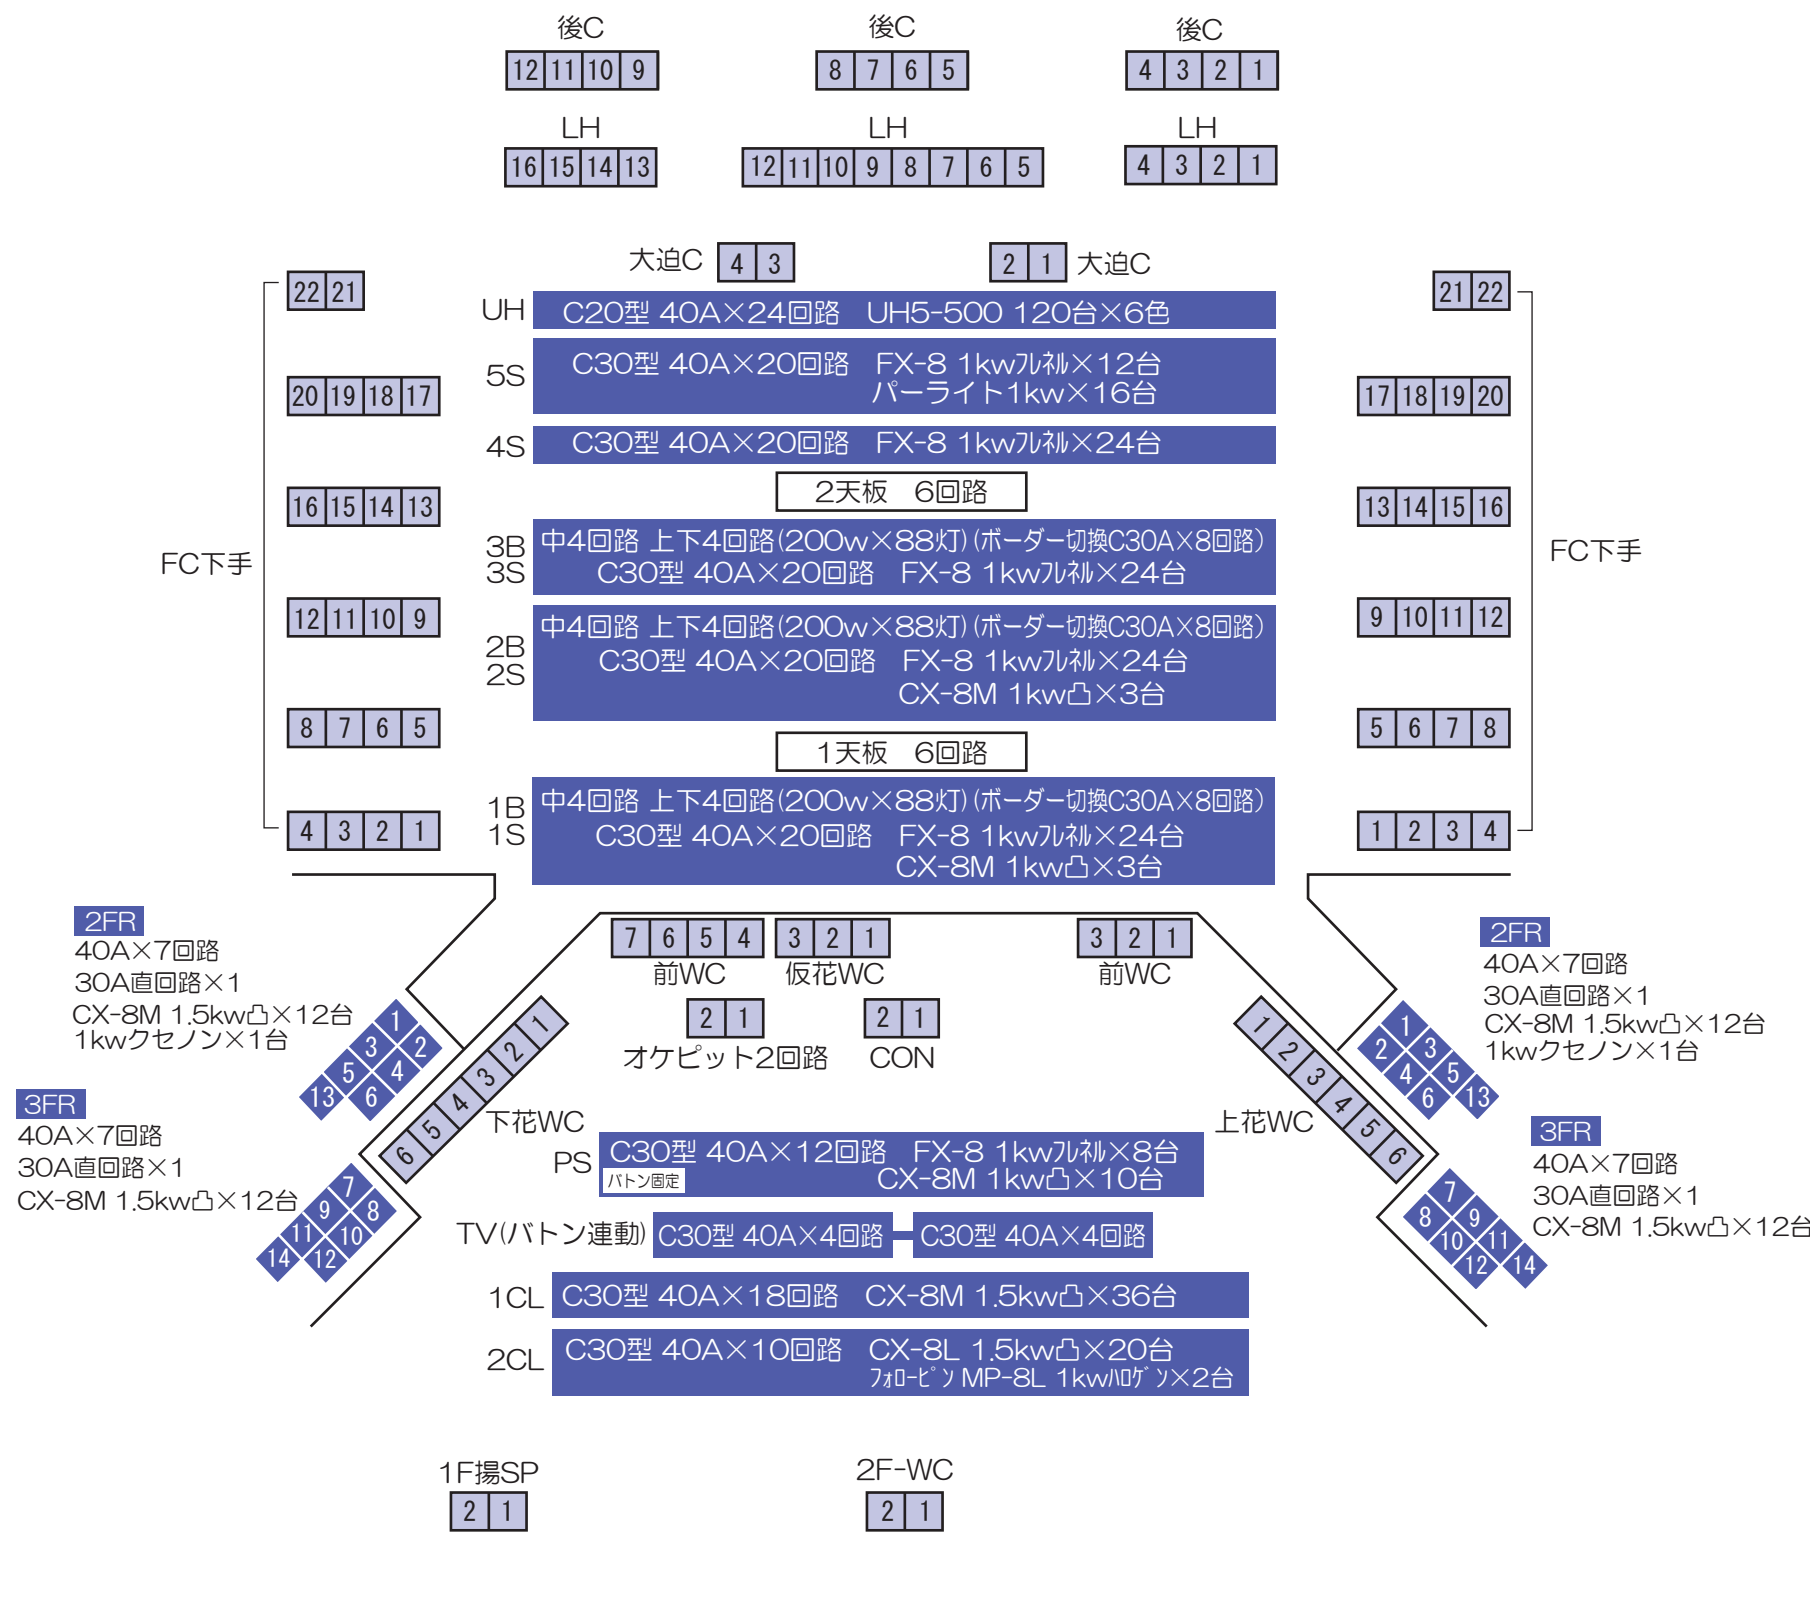 後C 後C 後C
12 11 10 9 8 7 6 5 4 3 2 1
LH LH LH
16 15 14 13 12 11 10 9 8 7 6 5 4 3 2 1
大迫C 4 3 2 1 大迫C
22 21 21 22
UH C20型 40A×24回路 UH5-500 120台×6色
5S C30型 40A×20回路 FX-8 1kwﾌﾚﾈﾙ×12台
パーライト1kw×16台
20 19 18 17 17 18 19 20
4S C30型 40A×20回路 FX-8 1kwﾌﾚﾈﾙ×24台
2天板 6回路
16 15 14 13 13 14 15 16
3B 中4回路 上下4回路(200w×88灯)(ボーダー切換C30A×8回路)
3S C30型 40A×20回路 FX-8 1kwﾌﾚﾈﾙ×24台
FC下手 FC下手
12 11 10 9 9 10 11 12
2B 中4回路 上下4回路(200w×88灯)(ボーダー切換C30A×8回路)
2S C30型 40A×20回路 FX-8 1kwﾌﾚﾈﾙ×24台
CX-8M 1kw凸×3台
8 7 6 5 5 6 7 8
1天板 6回路
1B 中4回路 上下4回路(200w×88灯)(ボーダー切換C30A×8回路)
1S C30型 40A×20回路 FX-8 1kwﾌﾚﾈﾙ×24台
CX-8M 1kw凸×3台
4 3 2 1 1 2 3 4
7 6 5 4 3 2 1 3 2 1
前WC 仮花WC 前WC
2 1 2 1
オケピット2回路 CON
2FR
40A×7回路
30A直回路×1
CX-8M 1.5kw凸×12台
1kwクセノン×1台
1 2 3 4 5 6 13
3FR
40A×7回路
30A直回路×1
CX-8M 1.5kw凸×12台
7 8 9 10 11 12 14
6 5 4 3 2 1
下花WC
2FR
40A×7回路
30A直回路×1
CX-8M 1.5kw凸×12台
1kwクセノン×1台
1 2 3 4 5 6 13
3FR
40A×7回路
30A直回路×1
CX-8M 1.5kw凸×12台
7 8 9 10 11 12 14
1 2 3 4 5 6
上花WC
PS C30型 40A×12回路 FX-8 1kwﾌﾚﾈﾙ×8台
バトン固定 CX-8M 1kw凸×10台
TV(バトン連動) C30型 40A×4回路 C30型 40A×4回路
1CL C30型 40A×18回路 CX-8M 1.5kw凸×36台
2CL C30型 40A×10回路 CX-8L 1.5kw凸×20台
ﾌｫﾛｰﾋﾟﾝ MP-8L 1kwﾊﾛｹﾞﾝ×2台
1F揚SP 2F-WC
2 1 2 1